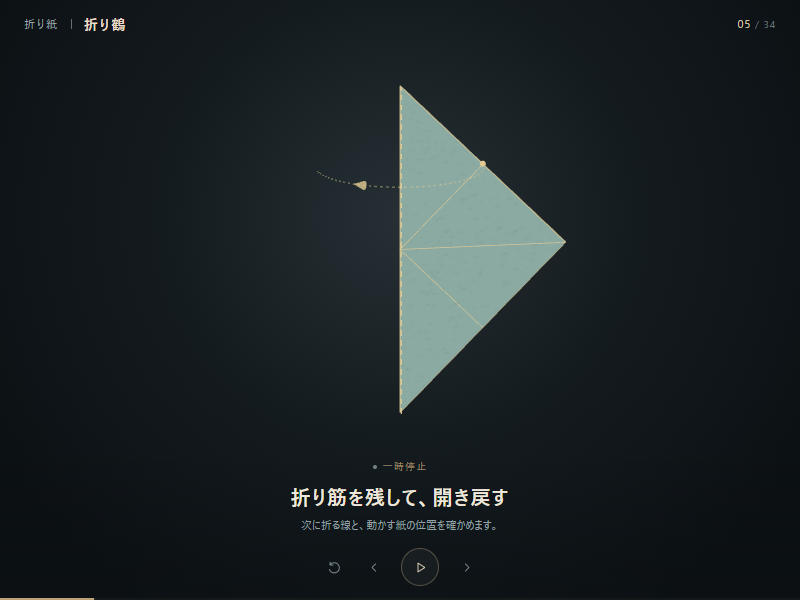 折り紙 | 折り鶴
05 / 34
一時停止
折り筋を残して、開き戻す
次に折る線と、動かす紙の位置を確かめます。